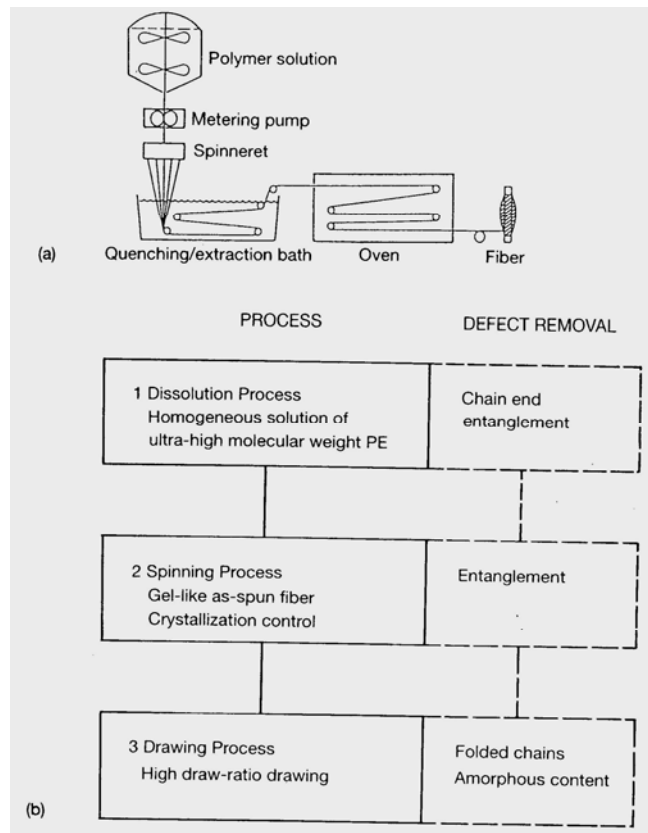 Polymer solution
Metering pump
Spinneret
(a)
Quenching/extraction bath
Oven
Fiber
PROCESS
DEFECT REMOVAL
1 Dissolution Process
Homogeneous solution of
ultra-high molecular weight PE
Chain end
entanglement
2 Spinning Process
Gel-like as-spun fiber
Crystallization control
Entanglement
3 Drawing Process
High draw-ratio drawing
Folded chains
Amorphous content
(b)